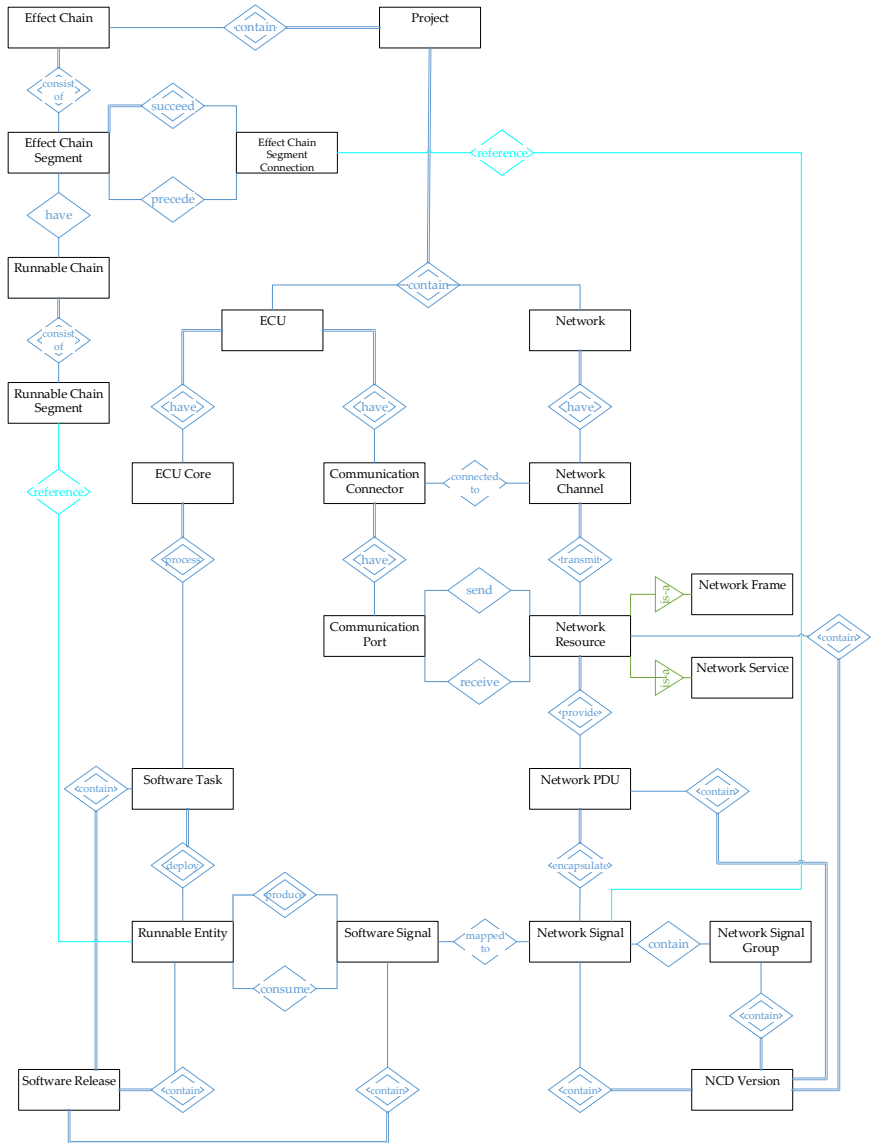 Effect Chain
contain
Project
consist
of
succeed
Effect Chain
Segment
Effect Chain
Segment
Connection
reference
have
precede
Runnable Chain
contain
ECU
Network
consist
of
Runnable Chain
Segment
have
have
have
ECU Core
Communication
Connector
connected
to
Network
Channel
reference
process
have
transmit
send
is-a
Network Frame
Communication
Port
Network
Resource
contain
receive
is-a
Network Service
provide
contain
Software Task
Network PDU
contain
deploy
encapsulate
produce
Runnable Entity
Software Signal
mapped
to
Network Signal
contain
Network Signal
Group
consume
contain
Software Release
contain
contain
contain
NCD Version